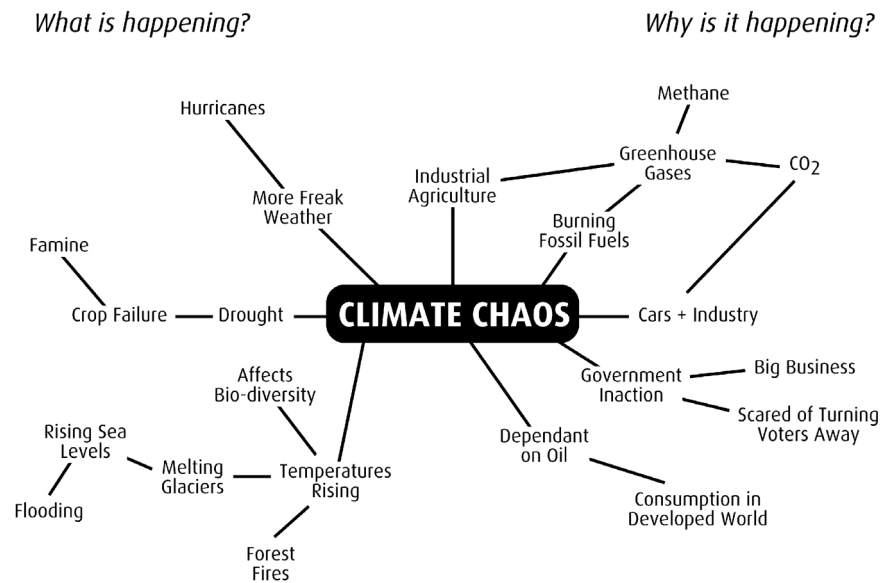 What is happening?
Why is it happening?
Hurricanes
More Freak
Weather
Famine
Crop Failure
Drought
CLIMATE CHAOS
Affects
Bio-diversity
Temperatures
Rising
Melting
Glaciers
Rising Sea
Levels
Flooding
Forest
Fires
Industrial
Agriculture
Methane
Greenhouse
Gases
CO2
Burning
Fossil Fuels
Cars + Industry
Government
Inaction
Big Business
Scared of Turning
Voters Away
Dependant
on Oil
Consumption in
Developed World